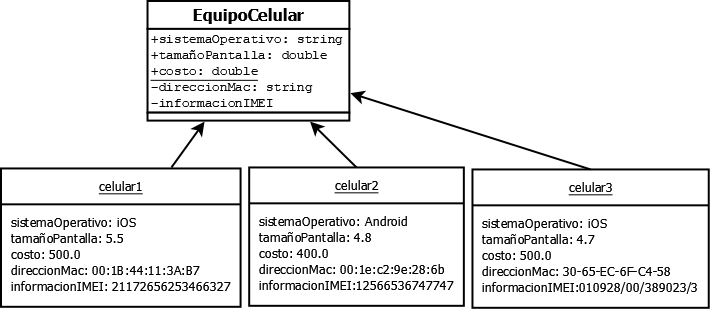 EquipoCelular
+sistemaOperativo: string
+tamañoPantalla: double
+costo: double
-direccionMac: string
-informacionIMEI
celular1
sistemaOperativo: iOS
tamañoPantalla: 5.5
costo: 500.0
direccionMac: 00:1B:44:11:3A:B7
informacionIMEI: 21172656253466327
celular2
sistemaOperativo: Android
tamañoPantalla: 4.8
costo: 400.0
direccionMac: 00:1e:c2:9e:28:6b
informacionIMEI:12566536747747
celular3
sistemaOperativo: iOS
tamañoPantalla: 4.7
costo: 500.0
direccionMac: 30-65-EC-6F-C4-58
informacionIMEI:010928/00/389023/3